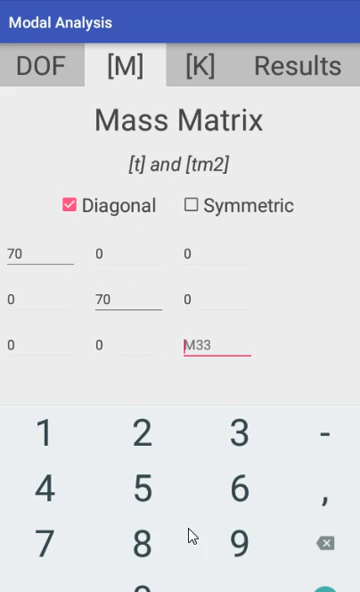 Modal Analysis
DOF [M] [K] Results
Mass Matrix
[t] and [tm2]
Diagonal Symmetric
70 0 0
0 70 0
0 0 M33
1 2 3 -
4 5 6 ,
7 8 9